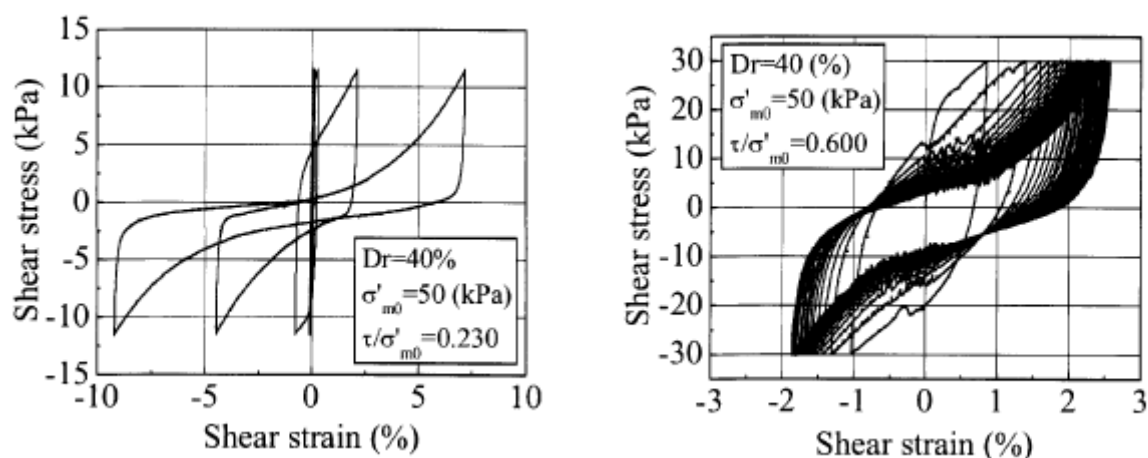 Shear stress (kPa)
15
10
5
0
-5
-10
-15
Dr=40%
σ'm0=50 (kPa)
τ/σ'm0=0.230
-10 -5 0 5 10
Shear strain (%)
30
20
10
0
-10
-20
-30
Shear stress (kPa)
Dr=40 (%)
σ'm0=50 (kPa)
τ/σ'm0=0.600
-3 -2 -1 0 1 2 3
Shear strain (%)